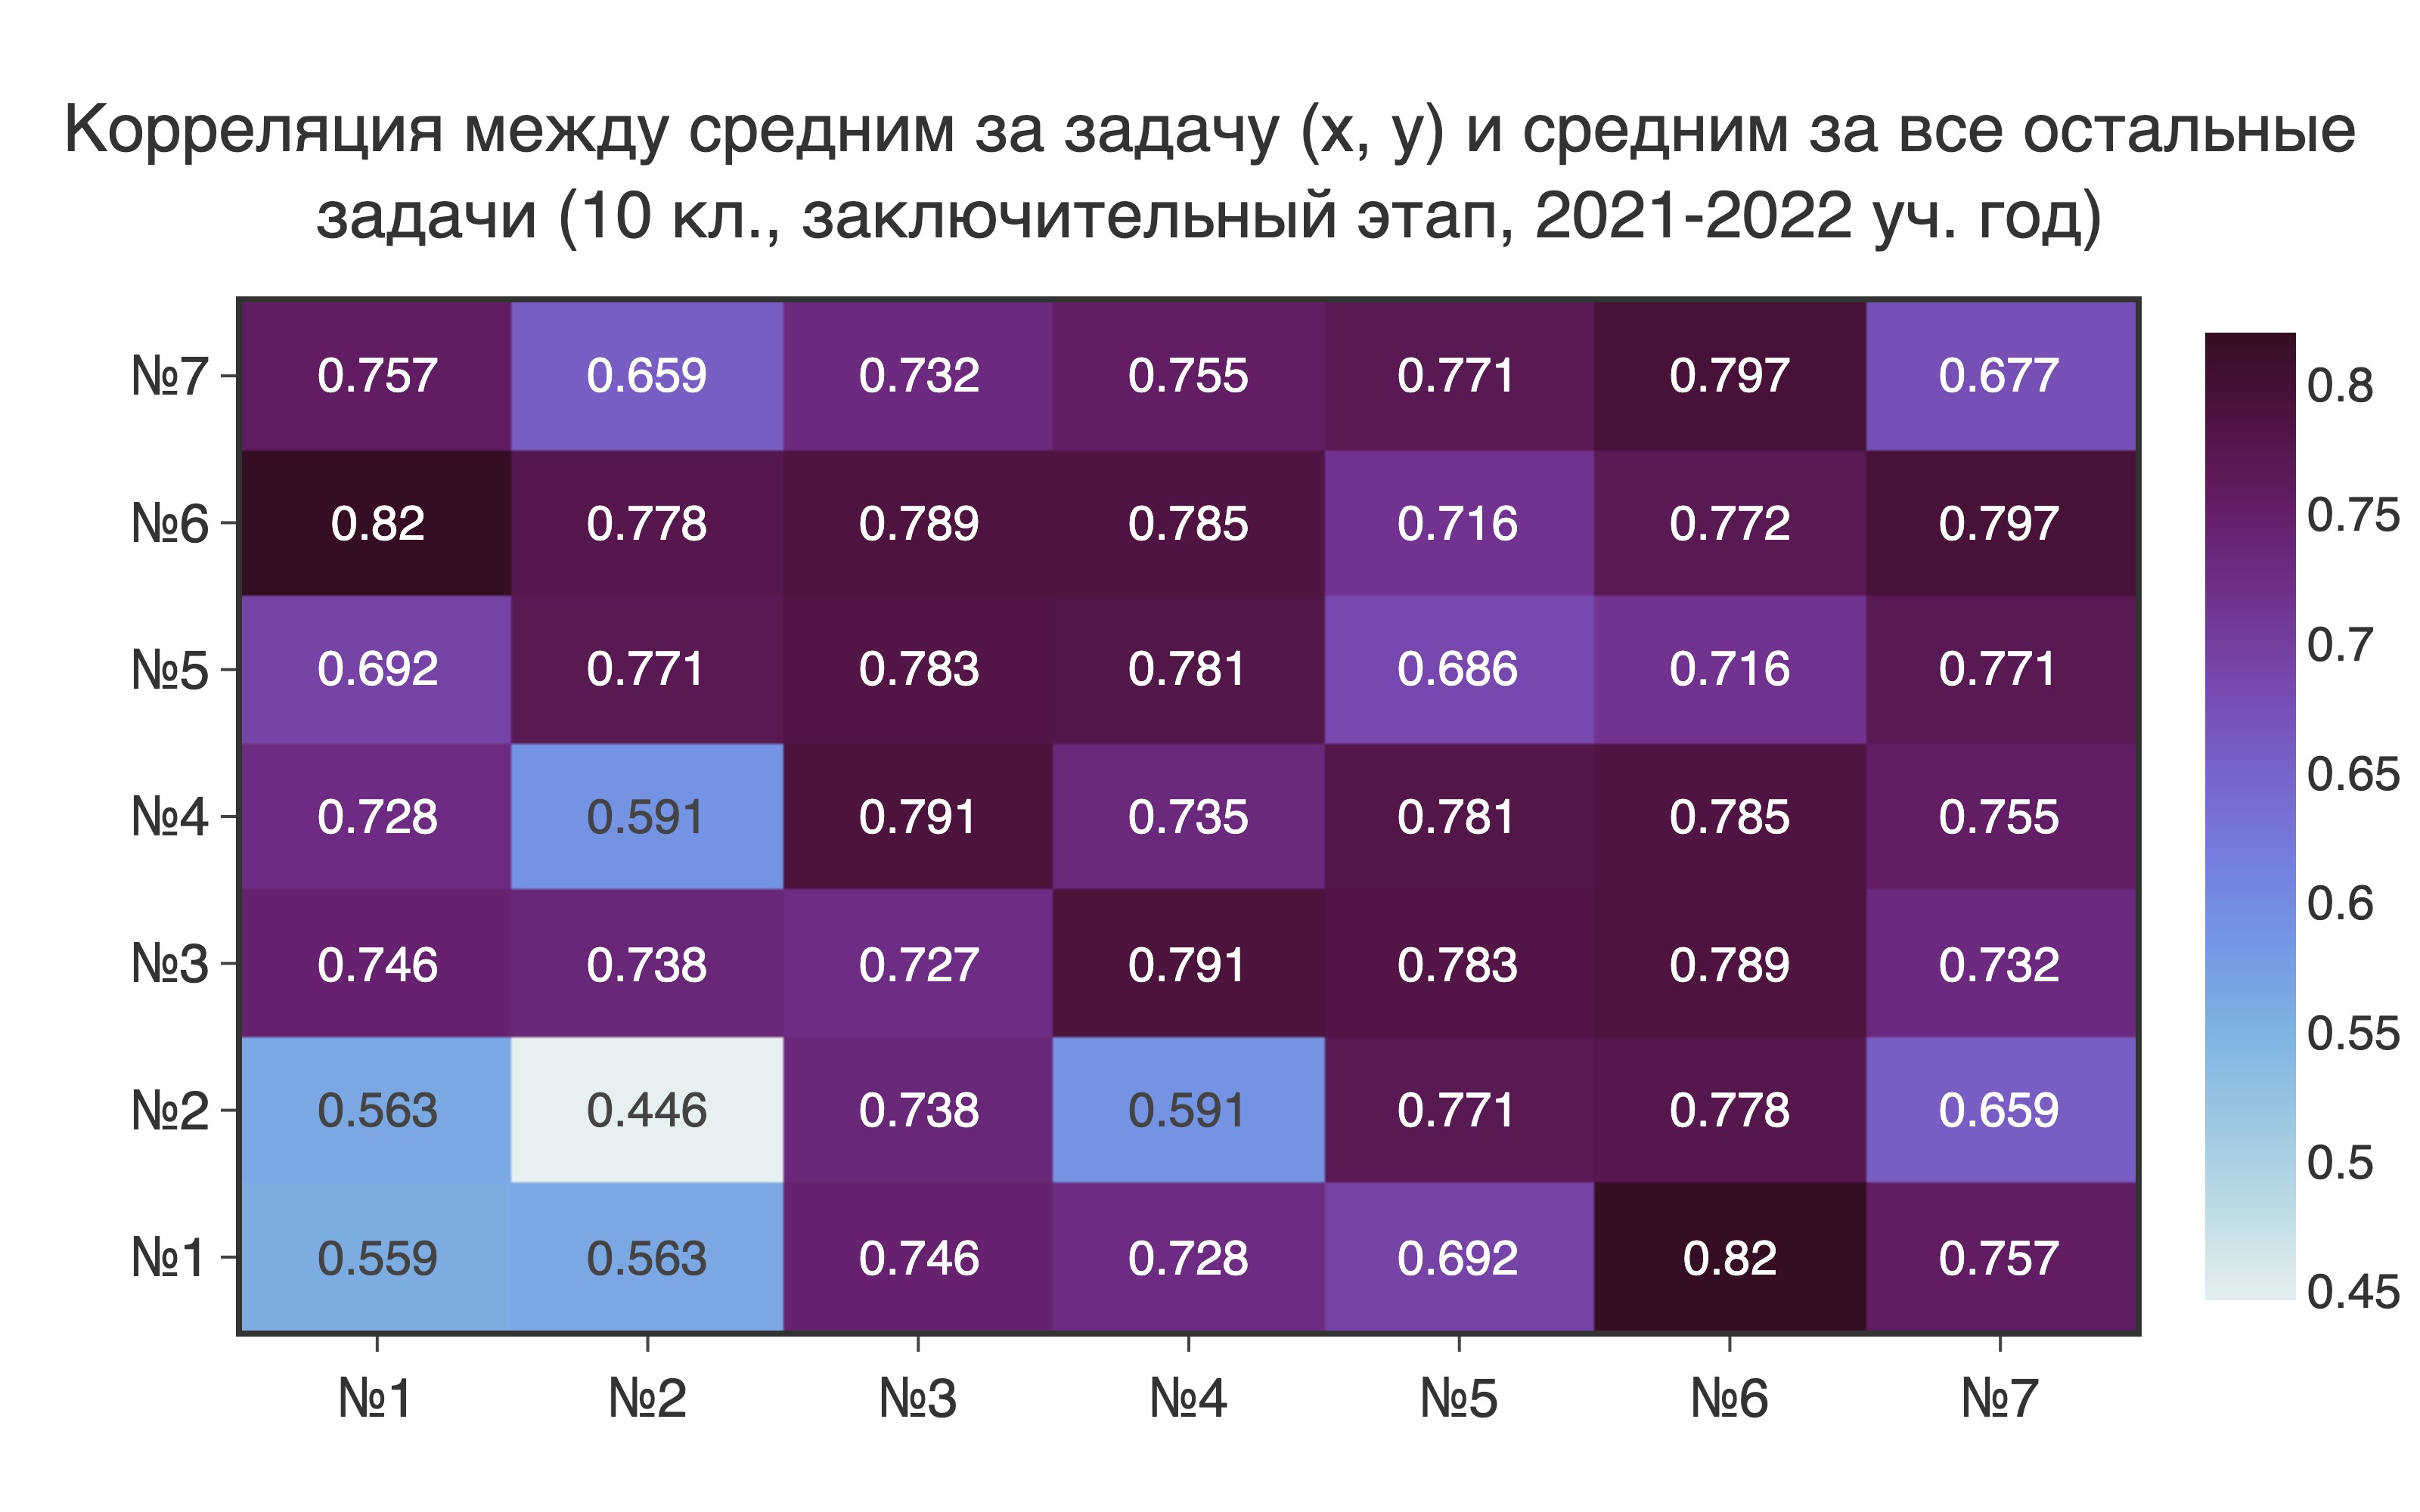 Корреляция между средним за задачу (x, y) и средним за все остальные
задачи (10 кл., заключительный этап, 2021-2022 уч. год)
№7 0.757 0.659 0.732 0.755 0.771 0.797 0.677
№6 0.82 0.778 0.789 0.785 0.716 0.772 0.797
№5 0.692 0.771 0.783 0.781 0.686 0.716 0.771
№4 0.728 0.591 0.791 0.735 0.781 0.785 0.755
№3 0.746 0.738 0.727 0.791 0.783 0.789 0.732
№2 0.563 0.446 0.738 0.591 0.771 0.778 0.659
№1 0.559 0.563 0.746 0.728 0.692 0.82 0.757
№1 №2 №3 №4 №5 №6 №7
0.8
0.75
0.7
0.65
0.6
0.55
0.5
0.45